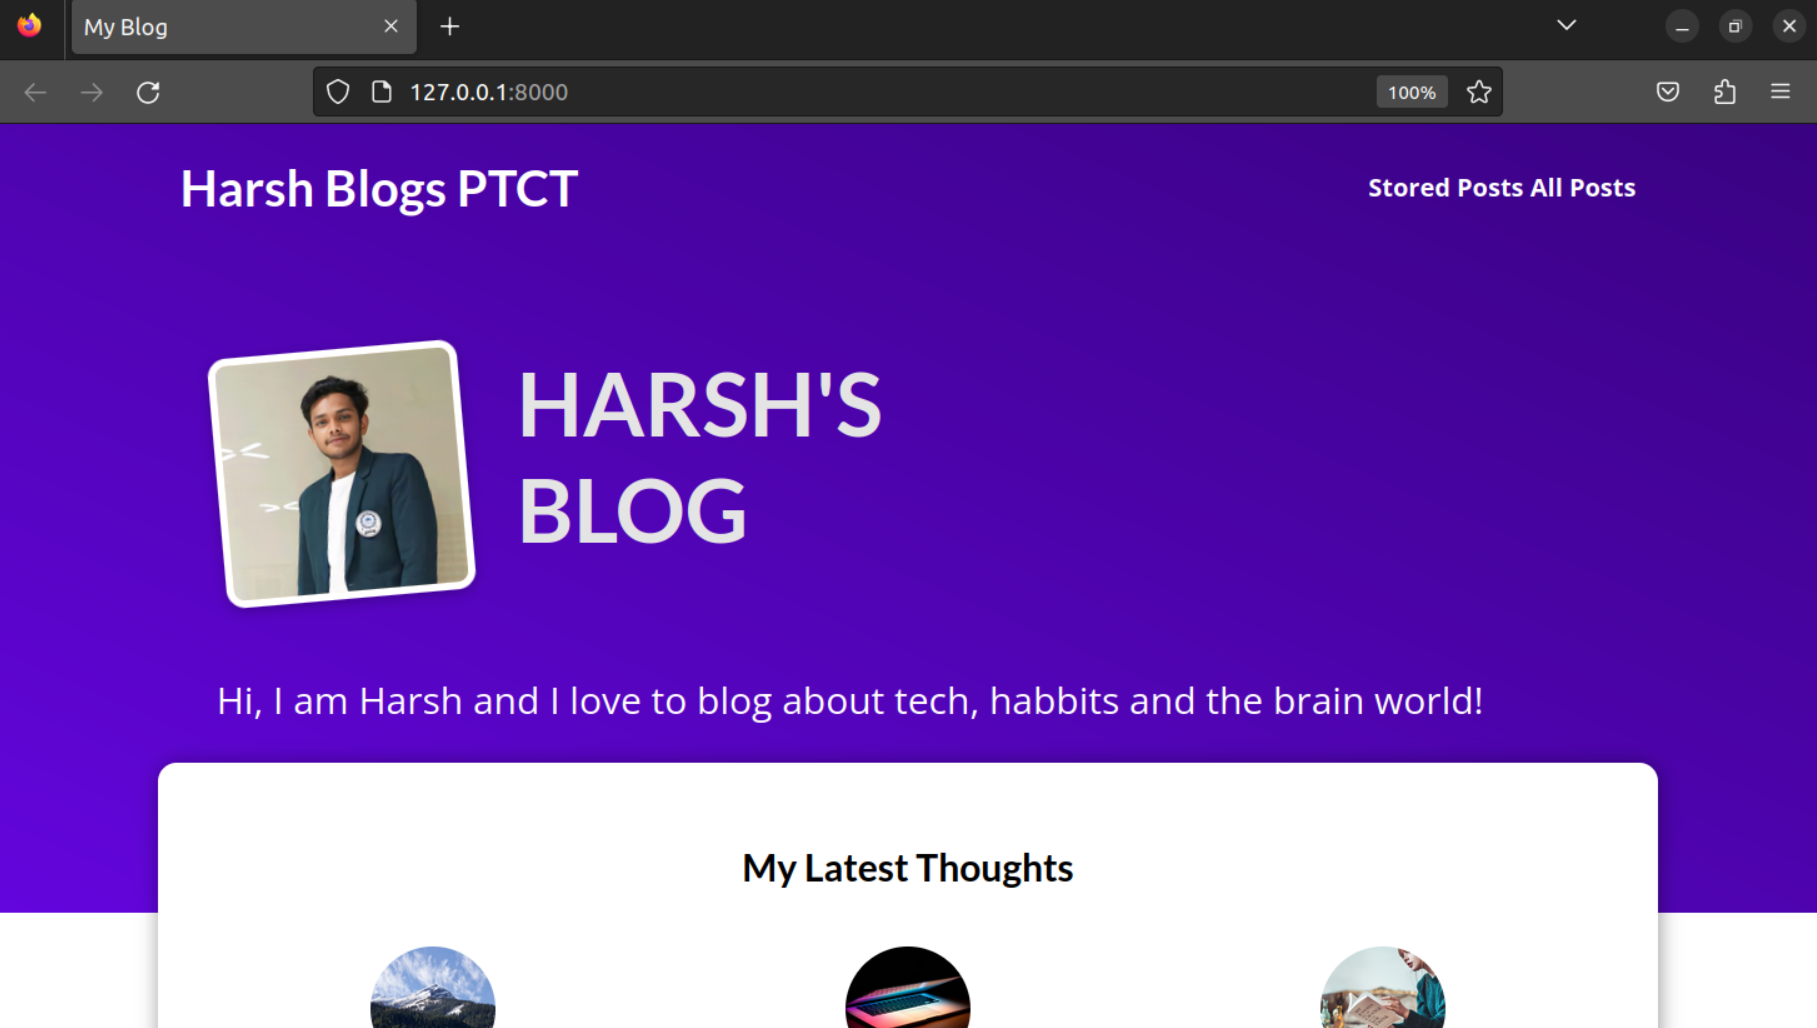 My Blog
127.0.0.1:8000
100%
Harsh Blogs PTCT
Stored Posts All Posts
HARSH'S
BLOG
Hi, I am Harsh and I love to blog about tech, habbits and the brain world!
My Latest Thoughts